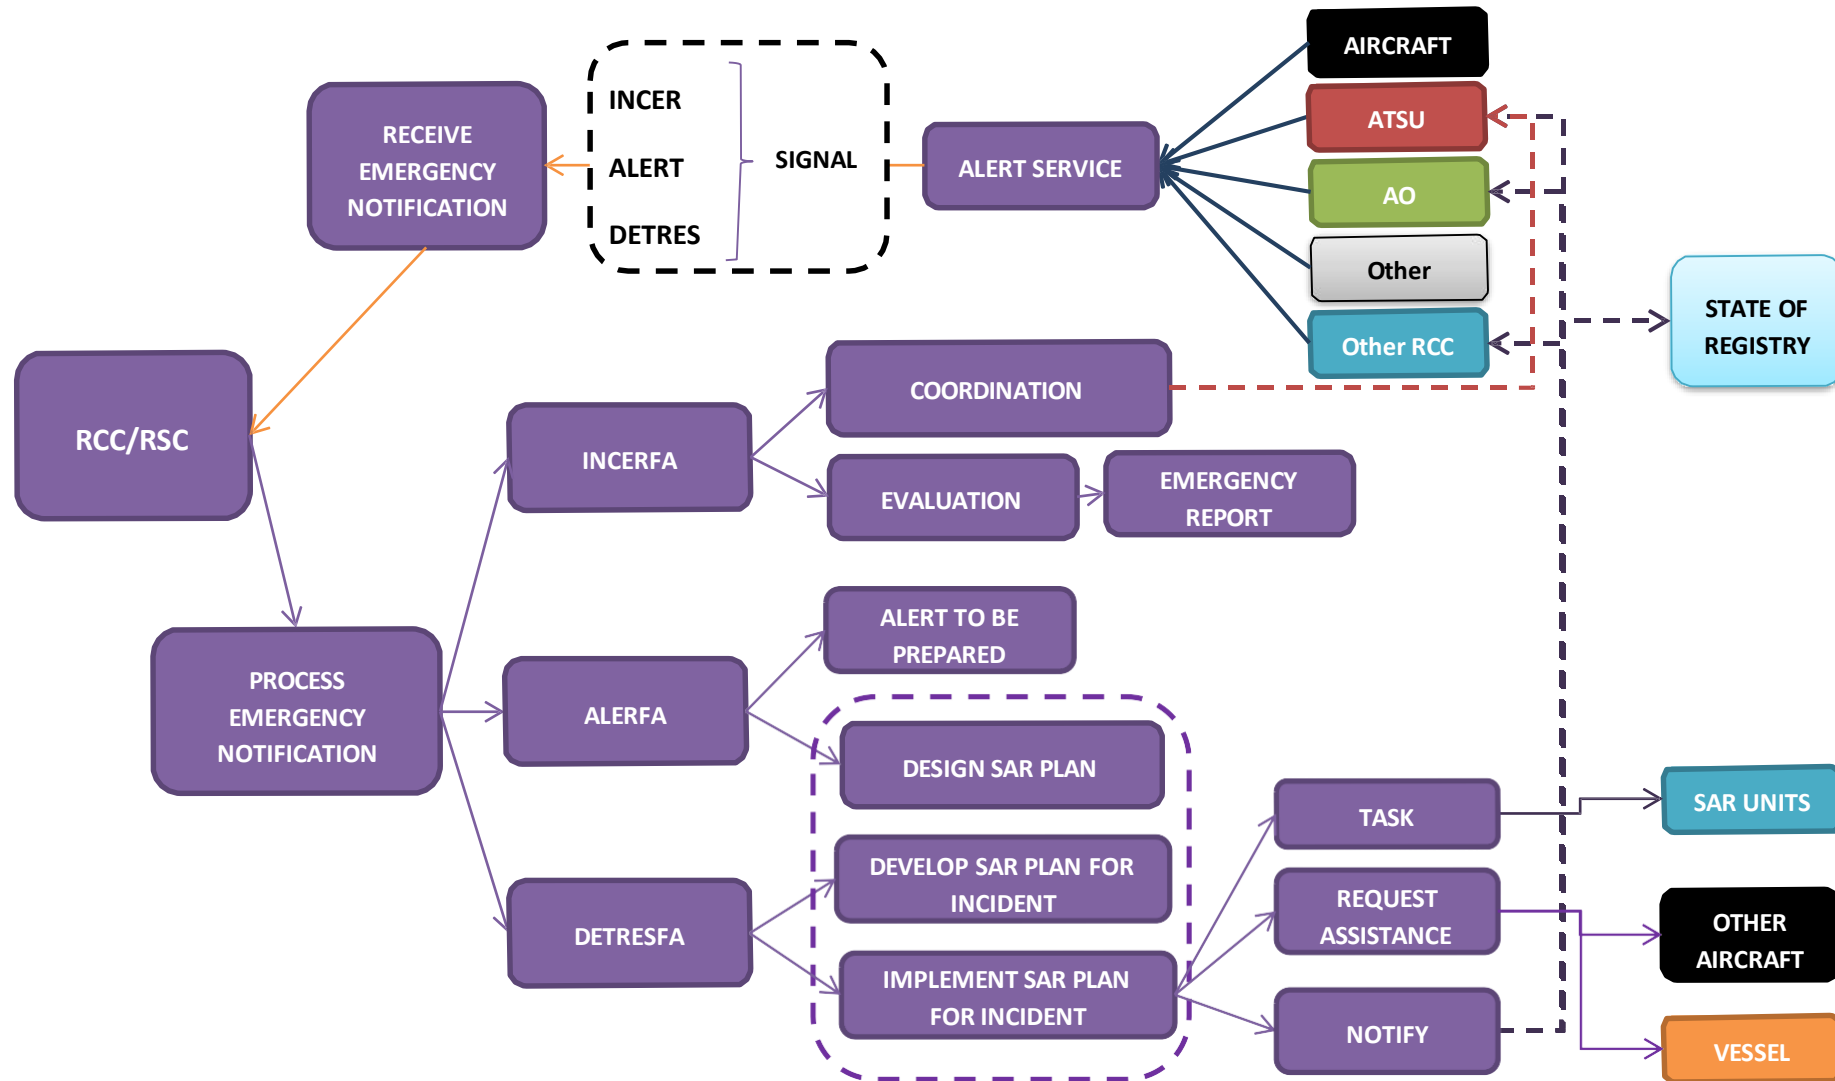 AIRCRAFT
ATSU
AO
Other
Other RCC
ALERT SERVICE
INCER
ALERT
DETRES
SIGNAL
RECEIVE
EMERGENCY
NOTIFICATION
STATE OF
REGISTRY
RCC/RSC
COORDINATION
INCERFA
EVALUATION
EMERGENCY
REPORT
ALERT TO BE
PREPARED
PROCESS
EMERGENCY
NOTIFICATION
ALERFA
DESIGN SAR PLAN
TASK
SAR UNITS
DEVELOP SAR PLAN FOR
INCIDENT
REQUEST
ASSISTANCE
OTHER
AIRCRAFT
DETRESFA
IMPLEMENT SAR PLAN
FOR INCIDENT
NOTIFY
VESSEL